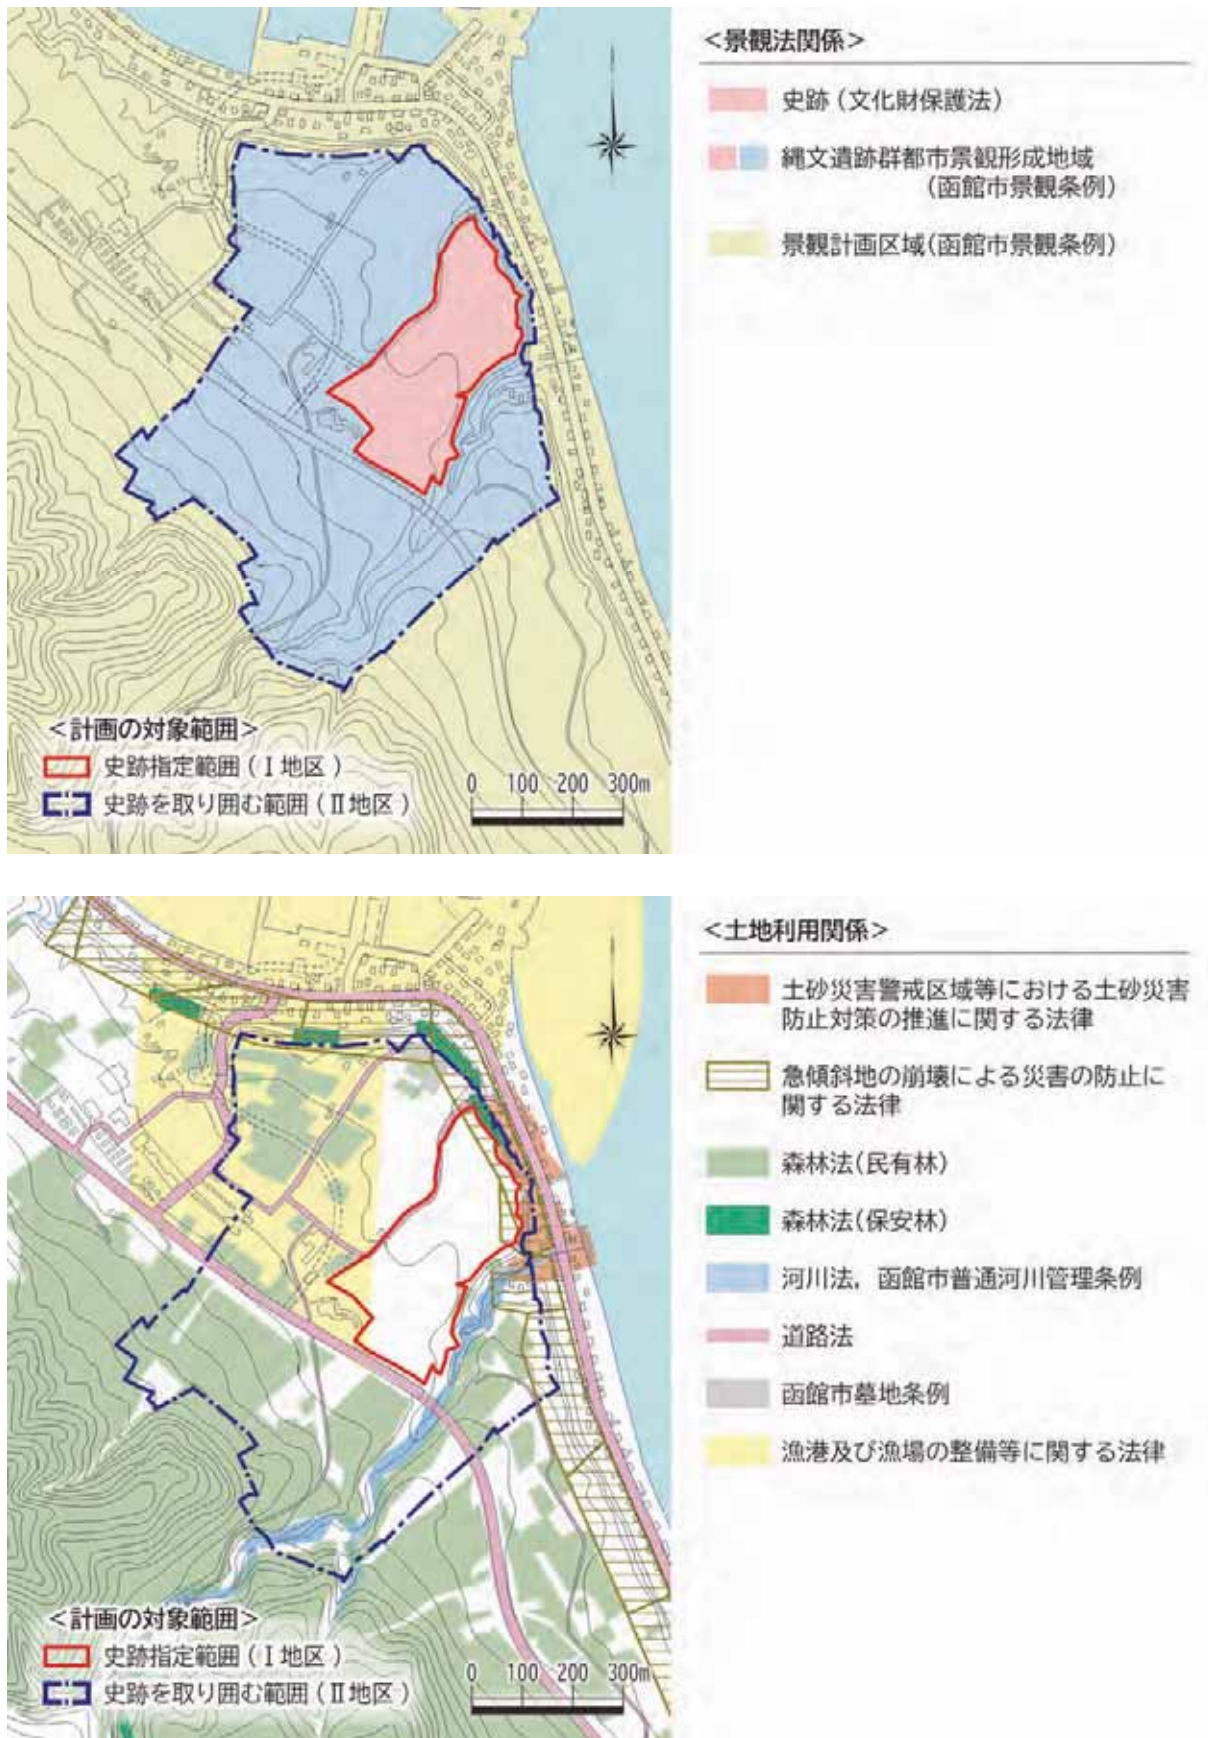 ＜景観法関係＞
史跡（文化財保護法）
縄文遺跡群都市景観形成地域
（函館市景観条例）
景観計画区域（函館市景観条例）
＜計画の対象範囲＞
史跡指定範囲（Ⅰ地区）
史跡を取り囲む範囲（Ⅱ地区）
0 100 200 300m
＜土地利用関係＞
土砂災害警戒区域等における土砂災害
防止対策の推進に関する法律
急傾斜地の崩壊による災害の防止に
関する法律
森林法（民有林）
森林法（保安林）
河川法，函館市普通河川管理条例
道路法
函館市墓地条例
漁港及び漁場の整備等に関する法律
＜計画の対象範囲＞
史跡指定範囲（Ⅰ地区）
史跡を取り囲む範囲（Ⅱ地区）
0 100 200 300m